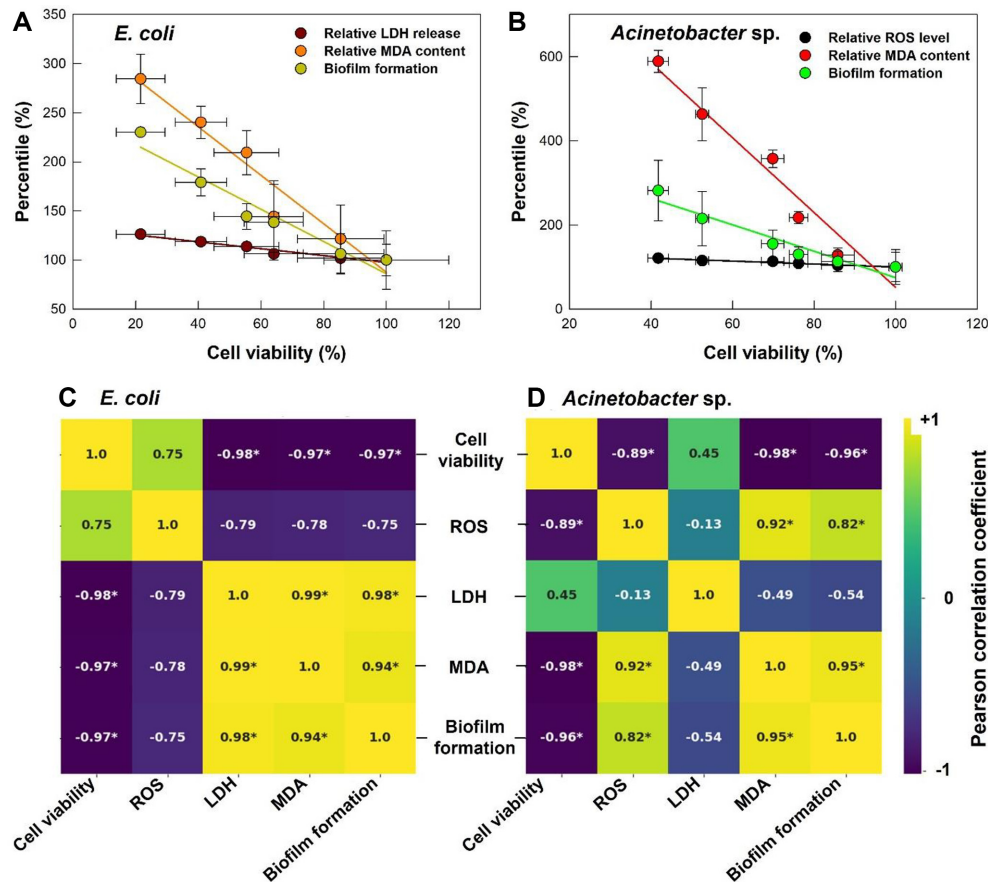 A
E. coli
Relative LDH release
Relative MDA content
Biofilm formation
Percentile (%)
300
250
200
150
100
50
0 20 40 60 80 100 120
Cell viability (%)
B
Acinetobacter sp.
Relative ROS level
Relative MDA content
Biofilm formation
Percentile (%)
600
400
200
0
20 40 60 80 100 120
Cell viability (%)
C E. coli
1.0 0.75 -0.98* -0.97* -0.97*
0.75 1.0 -0.79 -0.78 -0.75
-0.98* -0.79 1.0 0.99* 0.98*
-0.97* -0.78 0.99* 1.0 0.94*
-0.97* -0.75 0.98* 0.94* 1.0
Cell viability ROS LDH MDA Biofilm formation
Cell
viability
ROS
LDH
MDA
Biofilm
formation
D Acinetobacter sp.
1.0 -0.89* 0.45 -0.98* -0.96*
-0.89* 1.0 -0.13 0.92* 0.82*
0.45 -0.13 1.0 -0.49 -0.54
-0.98* 0.92* -0.49 1.0 0.95*
-0.96* 0.82* -0.54 0.95* 1.0
Cell viability ROS LDH MDA Biofilm formation
+1
0
-1
Pearson correlation coefficient